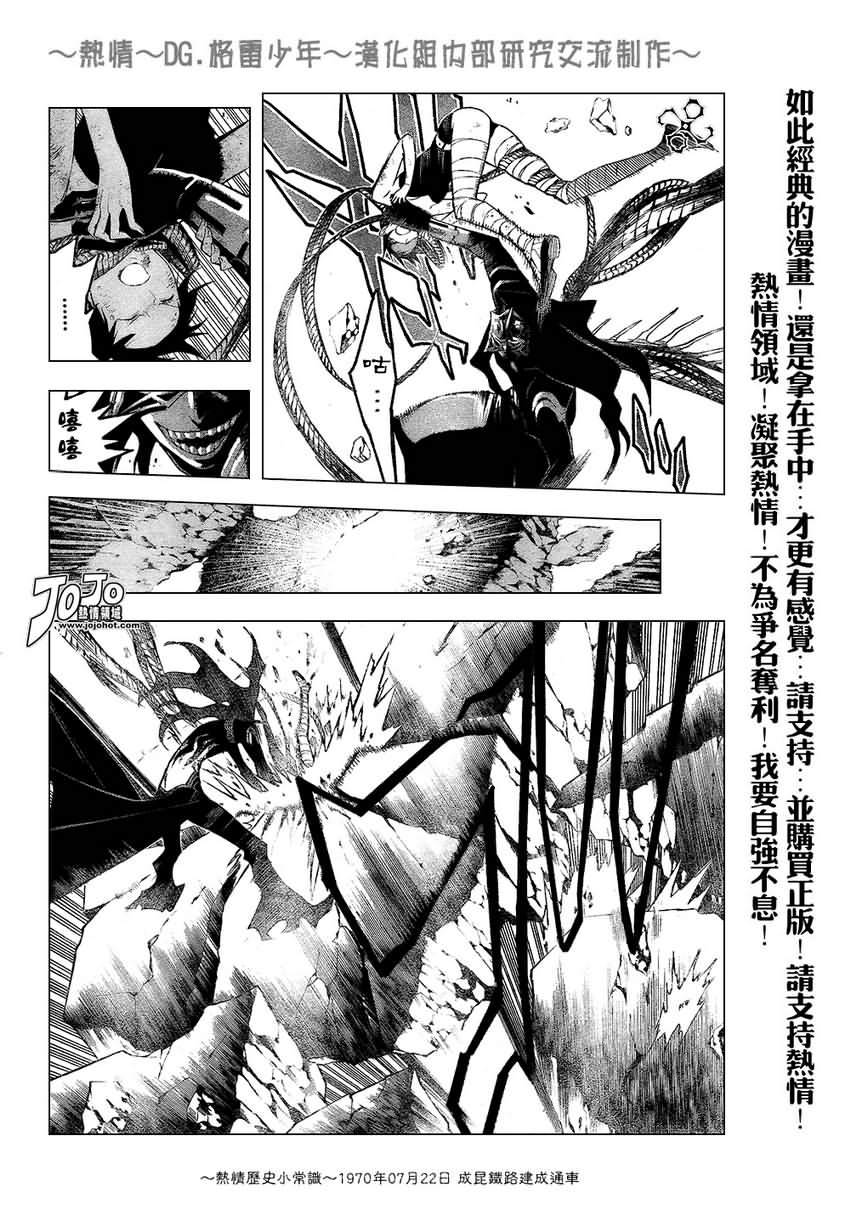 ～熱情～DG.格雷少年～漢化組內部研究交流制作～
如此經典的漫畫！還是拿在手中…才更有感覺…請支持…並購買正版！請支持熱情！
熱情領域！凝聚熱情！不為爭名奪利！我要自強不息！
咕…
……
嘻嘻
JOJO
熱情領域
www.jojohot.com
～熱情歷史小常識～1970年07月22日 成昆鐵路建成通車